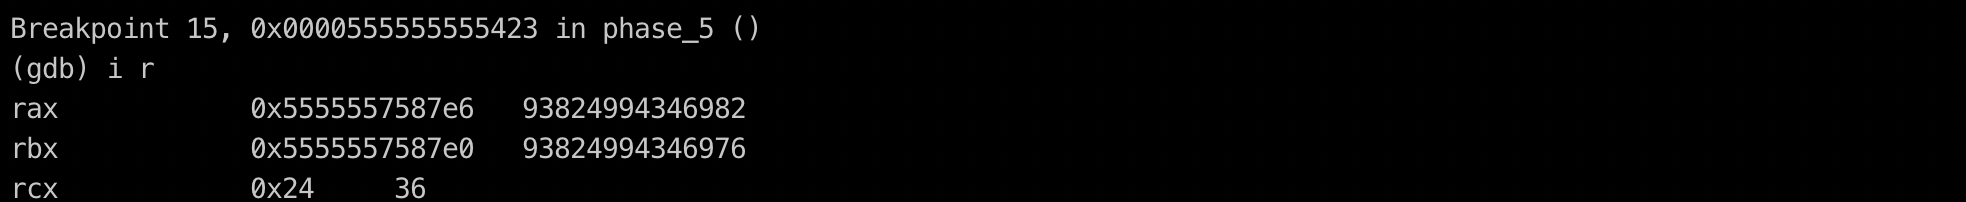 Breakpoint 15, 0x0000555555555423 in phase_5 ()
(gdb) i r
rax            0x5555557587e6   93824994346982
rbx            0x5555557587e0   93824994346976
rcx            0x24     36